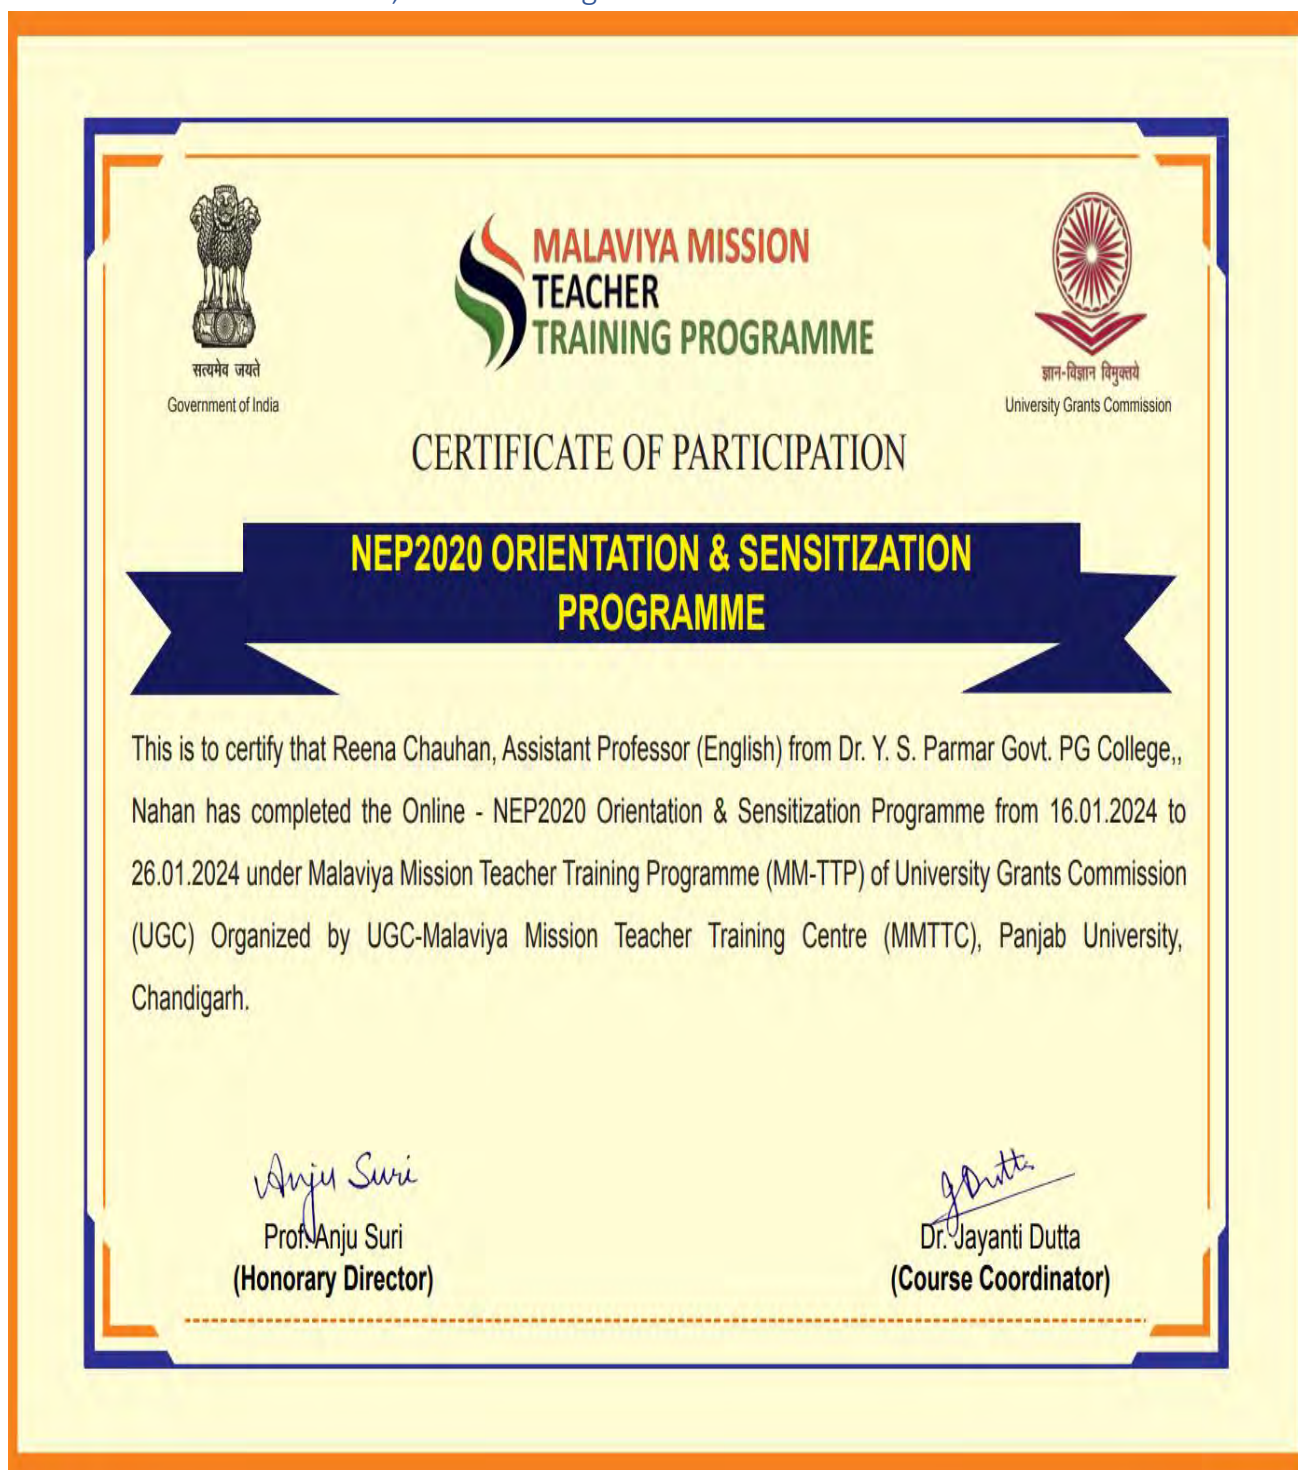 सत्यमेव जयते
Government of India
MALAVIYA MISSION
TEACHER
TRAINING PROGRAMME
ज्ञान-विज्ञान विमुक्तये
University Grants Commission
CERTIFICATE OF PARTICIPATION
NEP2020 ORIENTATION & SENSITIZATION
PROGRAMME
This is to certify that Reena Chauhan, Assistant Professor (English) from Dr. Y. S. Parmar Govt. PG College,,
Nahan has completed the Online - NEP2020 Orientation & Sensitization Programme from 16.01.2024 to
26.01.2024 under Malaviya Mission Teacher Training Programme (MM-TTP) of University Grants Commission
(UGC) Organized by UGC-Malaviya Mission Teacher Training Centre (MMTTC), Panjab University,
Chandigarh.
Anju Suri
Prof. Anju Suri
(Honorary Director)
JDutta
Dr. Jayanti Dutta
(Course Coordinator)